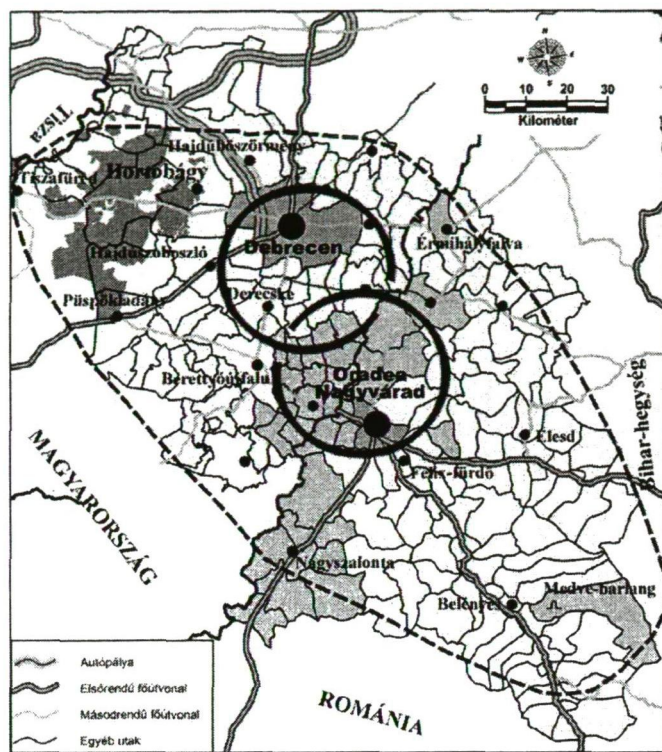 N
W
E
S
0 10 20 30
Kilométer
Tisza
Hajdúböszörmény
Hortobágy
Tiszafüred
Debrecen
Érmihályfalva
Hajdúszoboszló
Derecske
Püspökladány
Berettyóújfalu
Oradea
Nagyvárad
Élesd
Bihar-hegység
Félix-fürdő
MAGYARORSZÁG
Nagyszalonta
Medve-barlang
Belényes
Autópálya
Elsőrendű főútvonal
Másodrendű főútvonal
Egyéb utak
ROMÁNIA